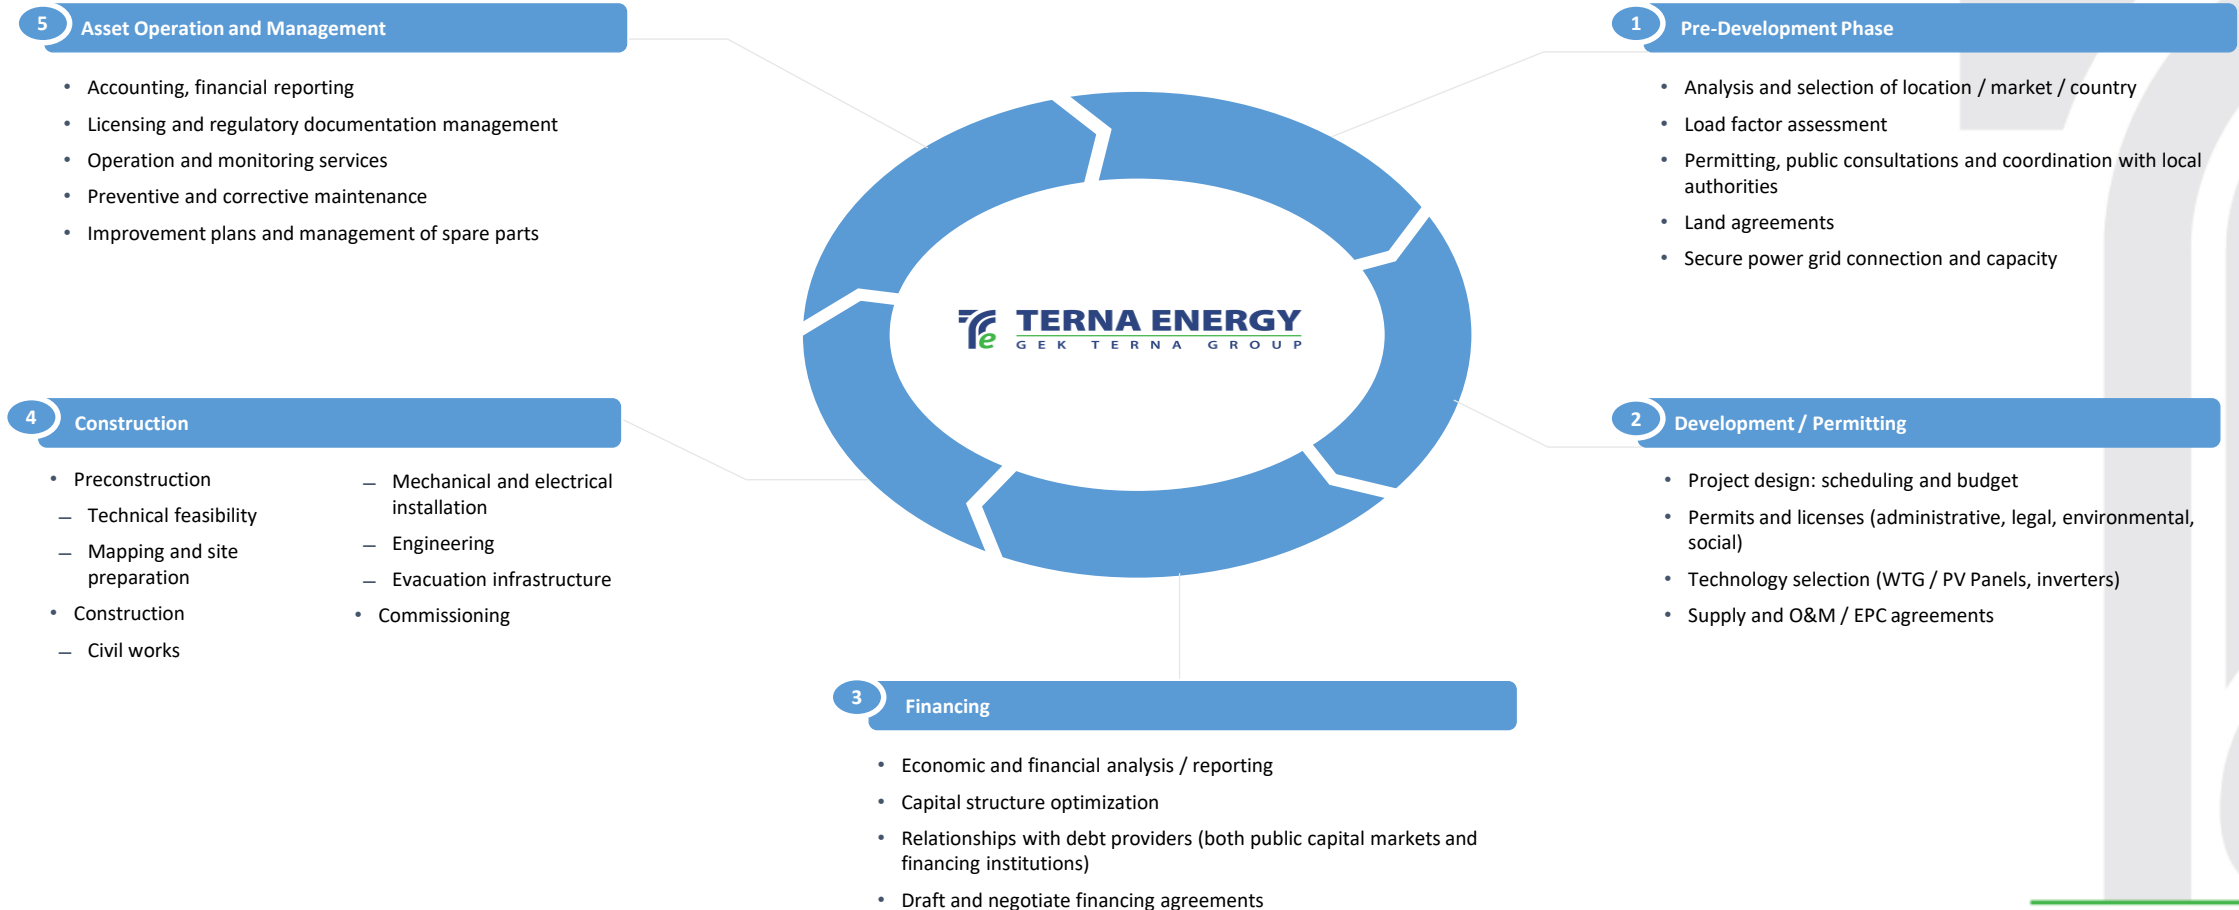 5
Asset Operation and Management
• Accounting, financial reporting
• Licensing and regulatory documentation management
• Operation and monitoring services
• Preventive and corrective maintenance
• Improvement plans and management of spare parts
1
Pre-Development Phase
• Analysis and selection of location / market / country
• Load factor assessment
• Permitting, public consultations and coordination with local
authorities
• Land agreements
• Secure power grid connection and capacity
Te
TERNA ENERGY
GEK TERNA GROUP
4
Construction
• Preconstruction
– Technical feasibility
– Mapping and site
preparation
• Construction
– Civil works
– Mechanical and electrical
installation
– Engineering
– Evacuation infrastructure
• Commissioning
2
Development / Permitting
• Project design: scheduling and budget
• Permits and licenses (administrative, legal, environmental,
social)
• Technology selection (WTG / PV Panels, inverters)
• Supply and O&M / EPC agreements
3
Financing
• Economic and financial analysis / reporting
• Capital structure optimization
• Relationships with debt providers (both public capital markets and
financing institutions)
• Draft and negotiate financing agreements